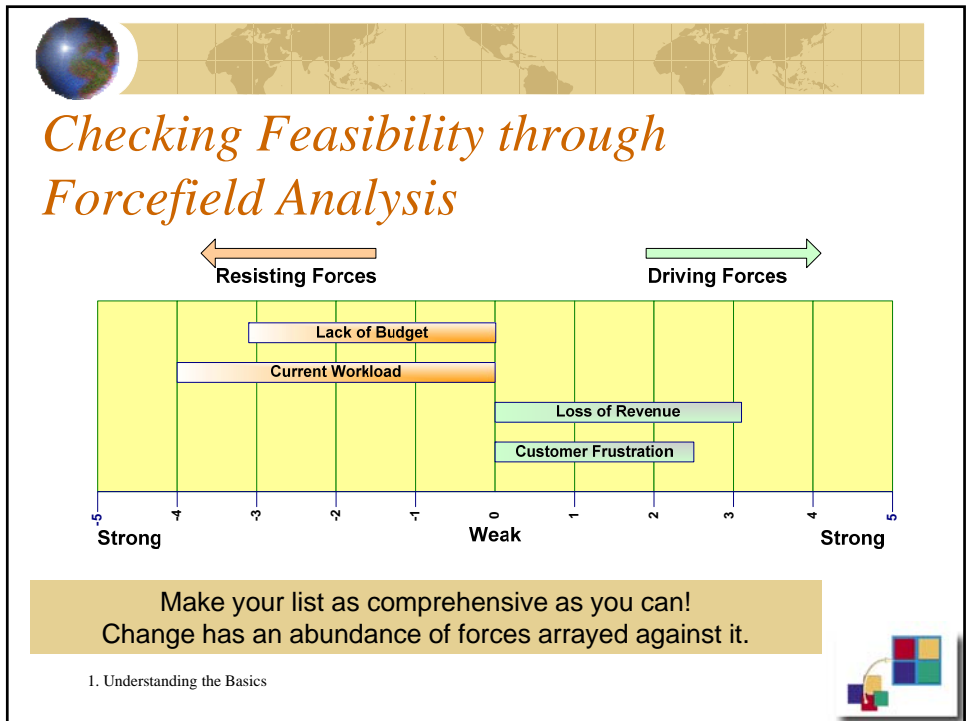 Checking Feasibility through
Forcefield Analysis
Resisting Forces
Driving Forces
Lack of Budget
Current Workload
Loss of Revenue
Customer Frustration
-5 -4 -3 -2 -1 0 1 2 3 4 5
Strong Weak Strong
Make your list as comprehensive as you can!
Change has an abundance of forces arrayed against it.
1. Understanding the Basics